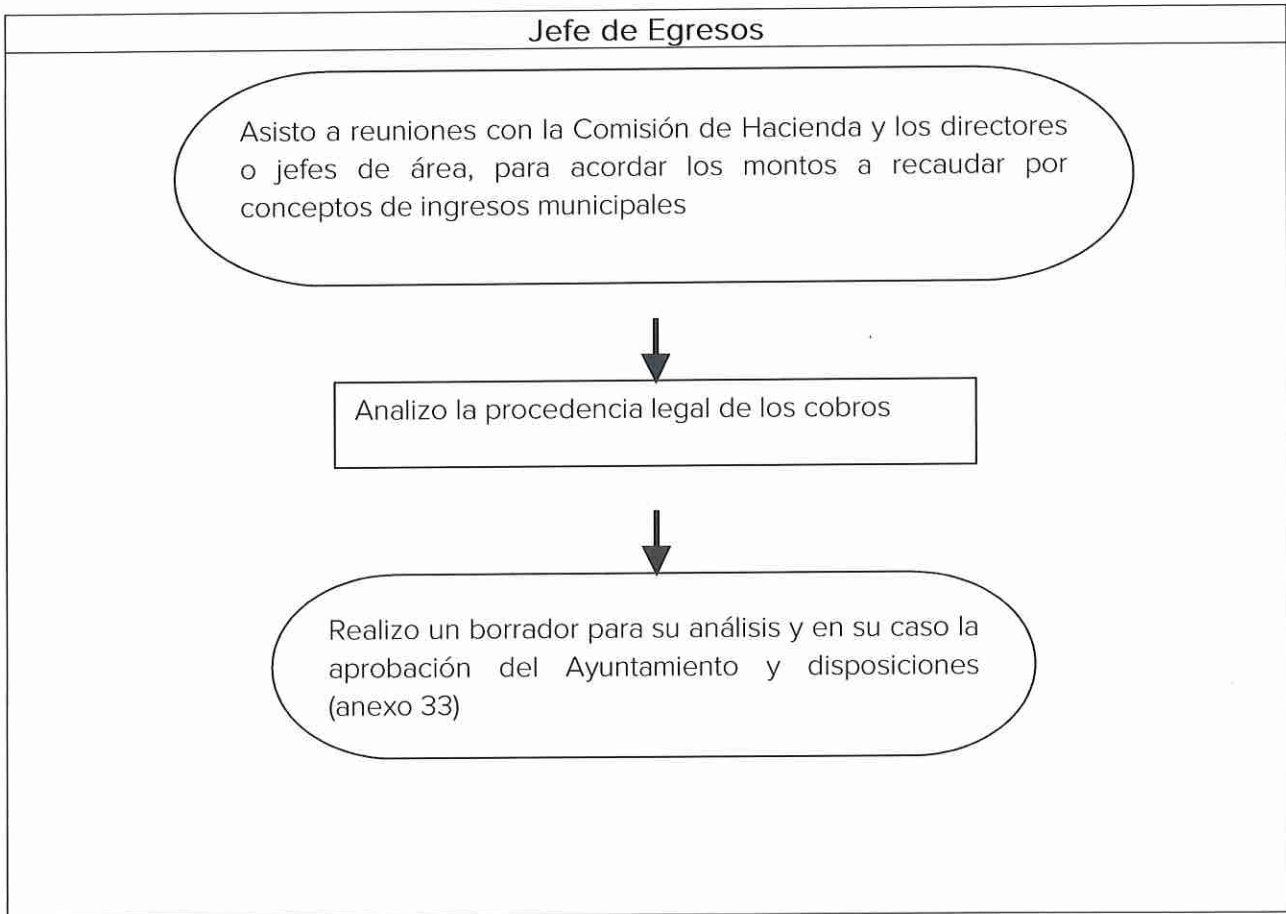 Jefe de Egresos
Asisto a reuniones con la Comisión de Hacienda y los directores
o jefes de área, para acordar los montos a recaudar por
conceptos de ingresos municipales
Analizo la procedencia legal de los cobros
Realizo un borrador para su análisis y en su caso la
aprobación del Ayuntamiento y disposiciones
(anexo 33)